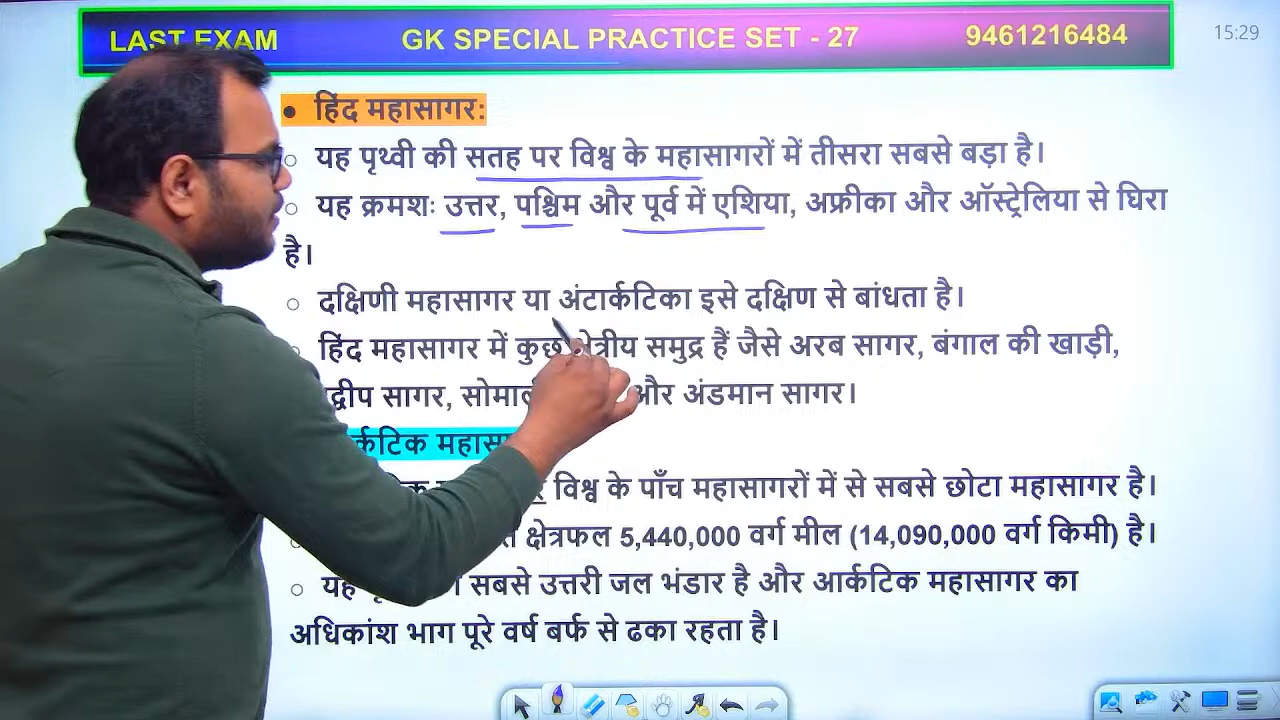 LAST EXAM GK SPECIAL PRACTICE SET - 27 9461216484 15:29
• हिंद महासागर:
○ यह पृथ्वी की सतह पर विश्व के महासागरों में तीसरा सबसे बड़ा है।
○ यह क्रमशः उत्तर, पश्चिम और पूर्व में एशिया, अफ्रीका और ऑस्ट्रेलिया से घिरा
है।
○ दक्षिणी महासागर या अंटार्कटिका इसे दक्षिण से बांधता है।
हिंद महासागर में कुछ क्षेत्रीय समुद्र हैं जैसे अरब सागर, बंगाल की खाड़ी,
सागर, और अंडमान सागर।
विश्व के पाँच महासागरों में से सबसे छोटा महासागर है।
क्षेत्रफल 5,440,000 वर्ग मील (14,090,000 वर्ग किमी) है।
○ यह सबसे उत्तरी जल भंडार है और आर्कटिक महासागर का
अधिकांश भाग पूरे वर्ष बर्फ से ढका रहता है।